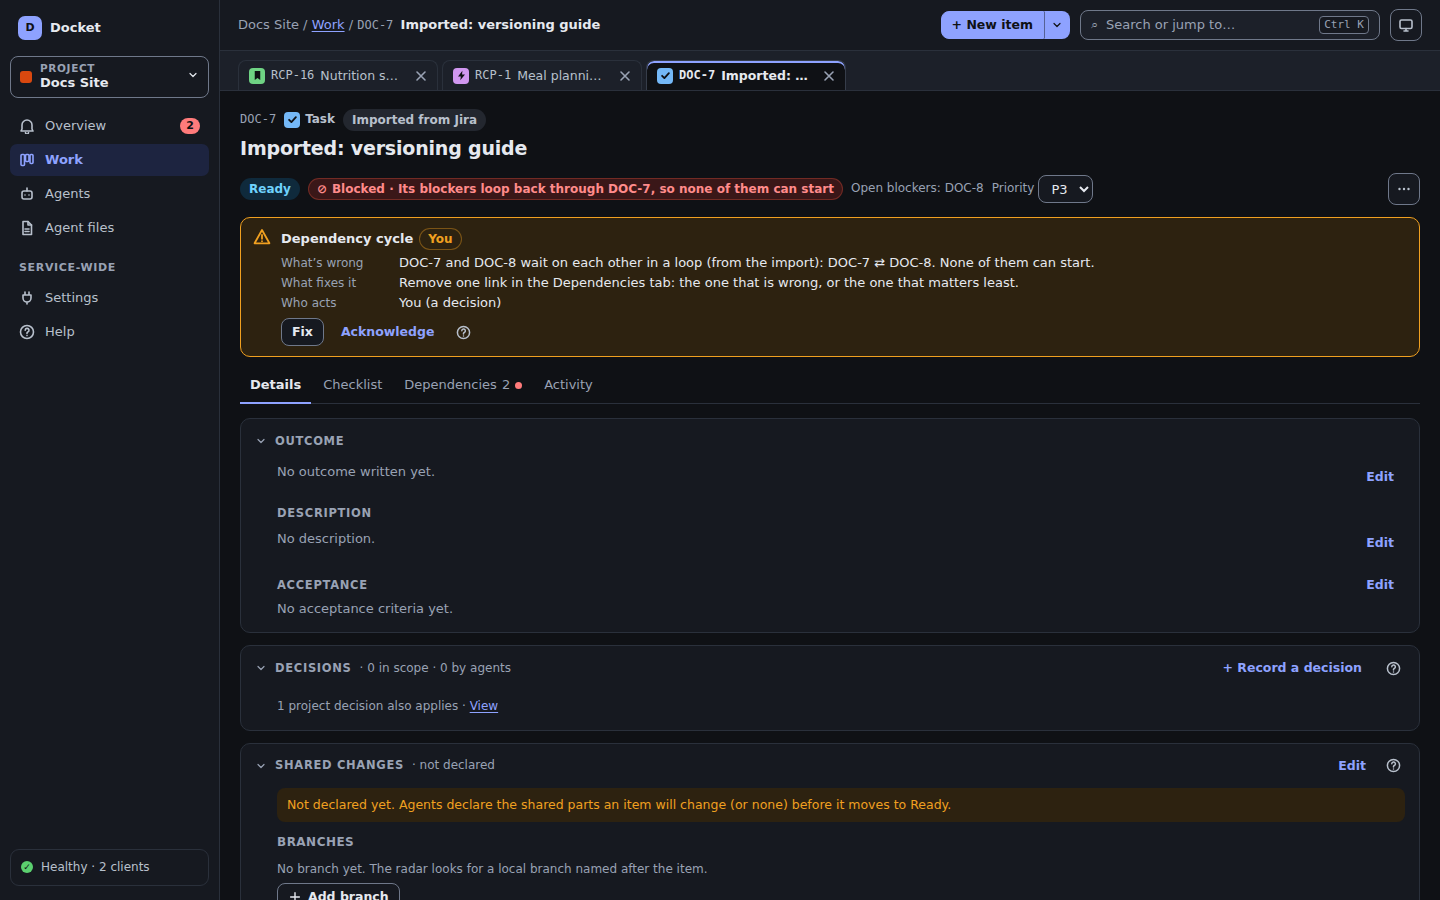 D Docket
PROJECT
Docs Site
Overview 2
Work
Agents
Agent files
SERVICE-WIDE
Settings
Help
Healthy · 2 clients
Docs Site / Work / DOC-7 Imported: versioning guide
+ New item
Search or jump to… Ctrl K
RCP-16 Nutrition s…
RCP-1 Meal planni…
DOC-7 Imported: …
DOC-7 Task Imported from Jira
Imported: versioning guide
Ready
⊘ Blocked · Its blockers loop back through DOC-7, so none of them can start
Open blockers: DOC-8 Priority P3
Dependency cycle You
What's wrong DOC-7 and DOC-8 wait on each other in a loop (from the import): DOC-7 ⇄ DOC-8. None of them can start.
What fixes it Remove one link in the Dependencies tab: the one that is wrong, or the one that matters least.
Who acts You (a decision)
Fix Acknowledge
Details Checklist Dependencies 2 Activity
OUTCOME
No outcome written yet.
Edit
DESCRIPTION
No description.
Edit
ACCEPTANCE
Edit
No acceptance criteria yet.
DECISIONS · 0 in scope · 0 by agents
+ Record a decision
1 project decision also applies · View
SHARED CHANGES · not declared
Edit
Not declared yet. Agents declare the shared parts an item will change (or none) before it moves to Ready.
BRANCHES
No branch yet. The radar looks for a local branch named after the item.
+ Add branch